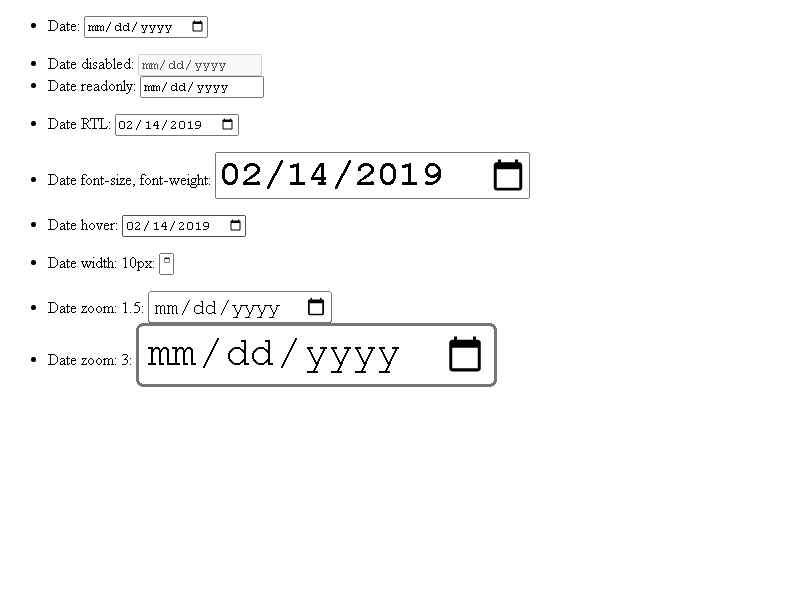 Date: mm/dd/yyyy
Date disabled: mm/dd/yyyy
Date readonly: mm/dd/yyyy
Date RTL: 02/14/2019
Date font-size, font-weight: 02/14/2019
Date hover: 02/14/2019
Date width: 10px:
Date zoom: 1.5: mm/dd/yyyy
Date zoom: 3: mm/dd/yyyy